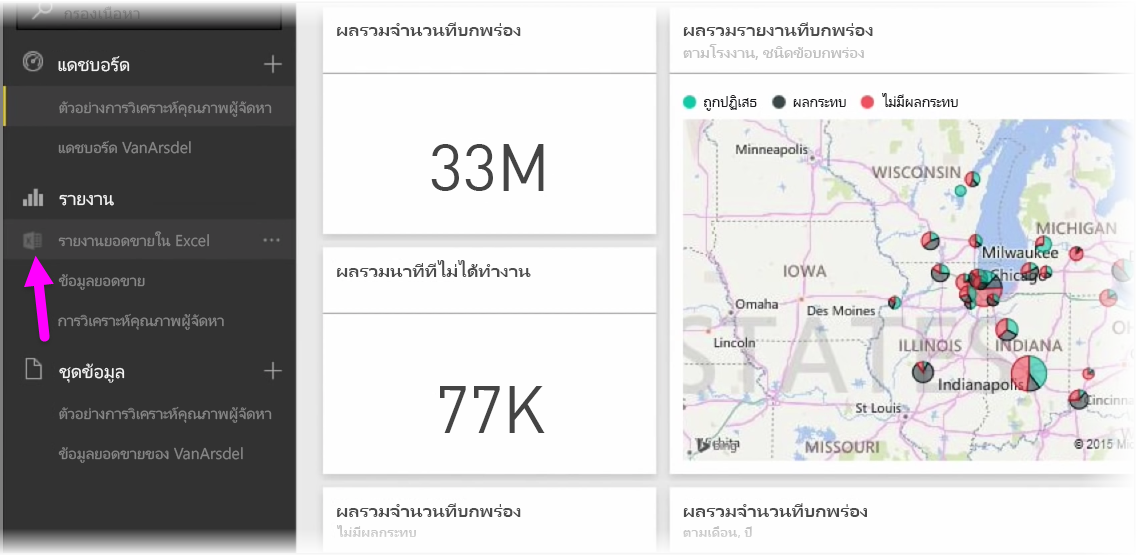 กรองเนื้อหา
แดชบอร์ด
ตัวอย่างการวิเคราะห์คุณภาพผู้จัดหา
แดชบอร์ด VanArsdel
รายงาน
รายงานยอดขายใน Excel
ข้อมูลยอดขาย
การวิเคราะห์คุณภาพผู้จัดหา
ชุดข้อมูล
ตัวอย่างการวิเคราะห์คุณภาพผู้จัดหา
ข้อมูลยอดขายของ VanArsdel
ผลรวมจำนวนที่บกพร่อง
33M
ผลรวมนาทีที่ไม่ได้ทำงาน
77K
ผลรวมจำนวนที่บกพร่อง
ไม่มีผลกระทบ
ผลรวมรายงานที่บกพร่อง
ตามโรงงาน, ชนิดข้อบกพร่อง
ถูกปฏิเสธ ผลกระทบ ไม่มีผลกระทบ
Minneapolis
WISCONSIN
MICHIGAN
Milwaukee
IOWA
Chicago
Omaha
Des Moines
Lincoln
STATES
ILLINOIS
INDIANA
Indianapolis
St Louis
MISSOURI
© 2015
ผลรวมจำนวนที่บกพร่อง
ตามเดือน, ปี